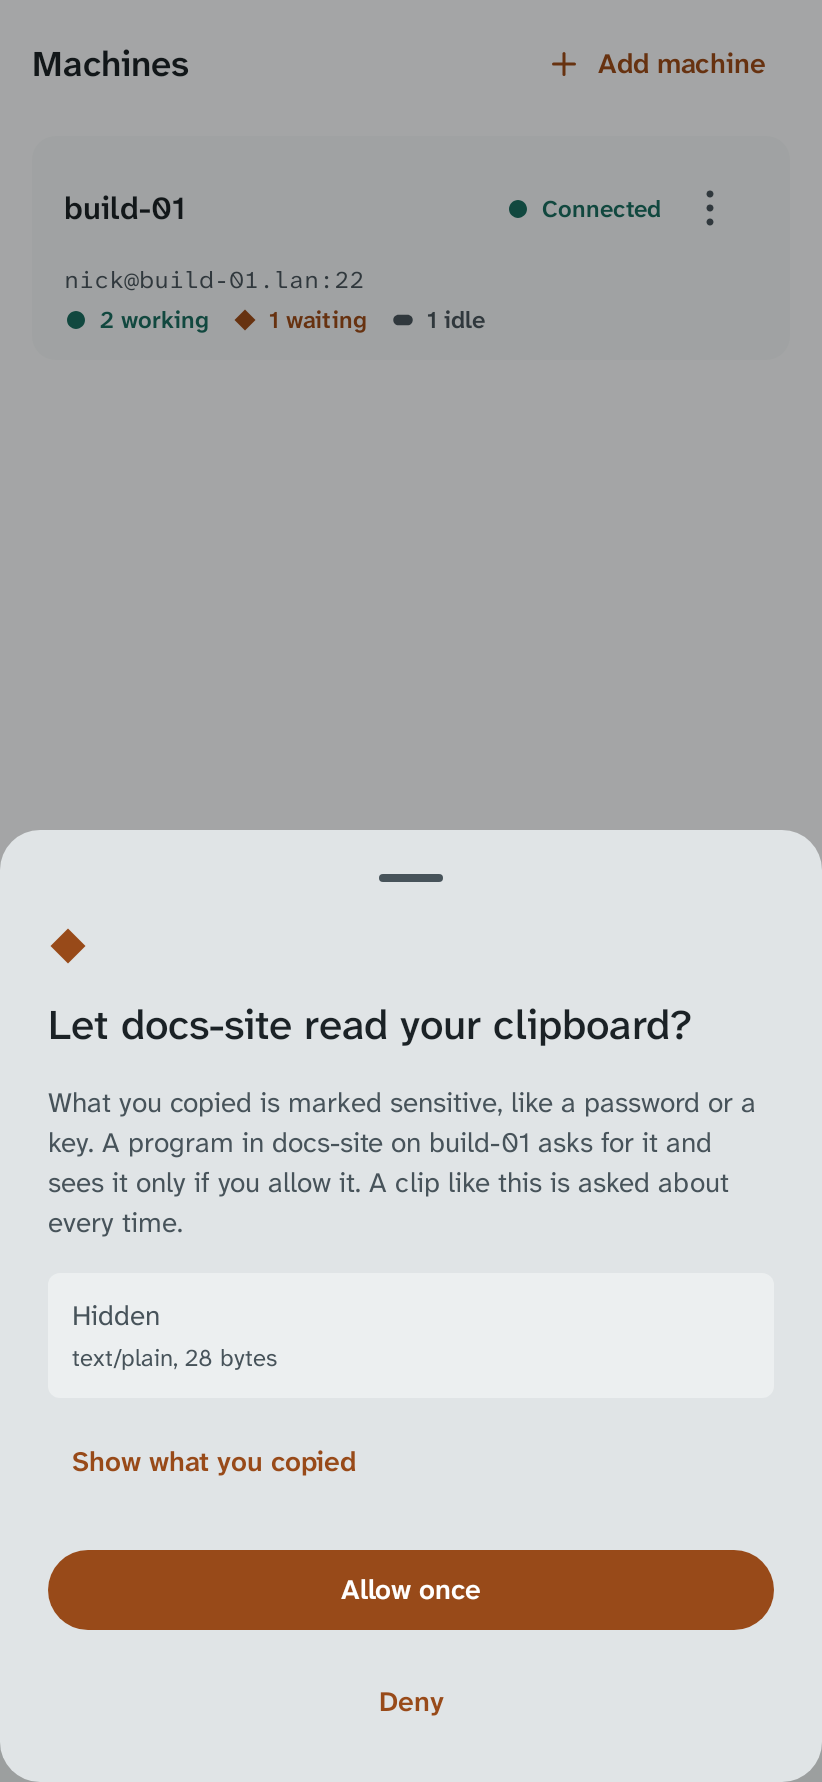 Machines
Add machine
build-01
Connected
nick@build-01.lan:22
2 working
1 waiting
1 idle
Let docs-site read your clipboard?
What you copied is marked sensitive, like a password or a
key. A program in docs-site on build-01 asks for it and
sees it only if you allow it. A clip like this is asked about
every time.
Hidden
text/plain, 28 bytes
Show what you copied
Allow once
Deny